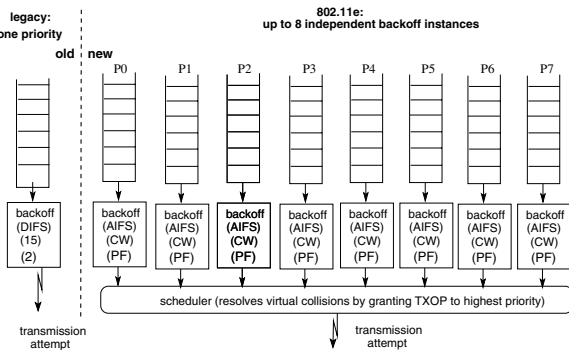 legacy:
one priority
802.11e:
up to 8 independent backoff instances
old
new
P0 P1 P2 P3 P4 P5 P6 P7
backoff
(DIFS)
(15)
(2)
backoff
(AIFS)
(CW)
(PF)
backoff
(AIFS)
(CW)
(PF)
backoff
(AIFS)
(CW)
(PF)
backoff
(AIFS)
(CW)
(PF)
backoff
(AIFS)
(CW)
(PF)
backoff
(AIFS)
(CW)
(PF)
backoff
(AIFS)
(CW)
(PF)
backoff
(AIFS)
(CW)
(PF)
scheduler (resolves virtual collisions by granting TXOP to highest priority)
transmission
attempt
transmission
attempt